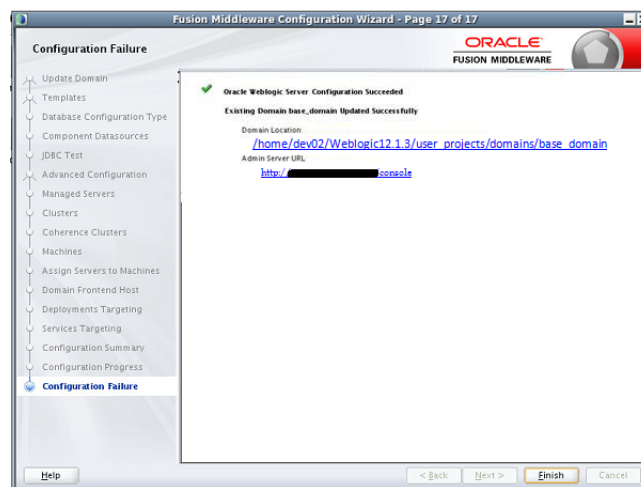 Fusion Middleware Configuration Wizard - Page 17 of 17
Configuration Failure
ORACLE
FUSION MIDDLEWARE
Update Domain
Templates
Database Configuration Type
Component Datasources
JDBC Test
Advanced Configuration
Managed Servers
Clusters
Coherence Clusters
Machines
Assign Servers to Machines
Domain Frontend Host
Deployments Targeting
Services Targeting
Configuration Summary
Configuration Progress
Configuration Failure
Oracle Weblogic Server Configuration Succeeded
Existing Domain base_domain Updated Successfully
Domain Location
/home/dev02/Weblogic12.1.3/user_projects/domains/base_domain
Admin Server URL
http:/ /console
Help
< Back
Next >
Finish
Cancel